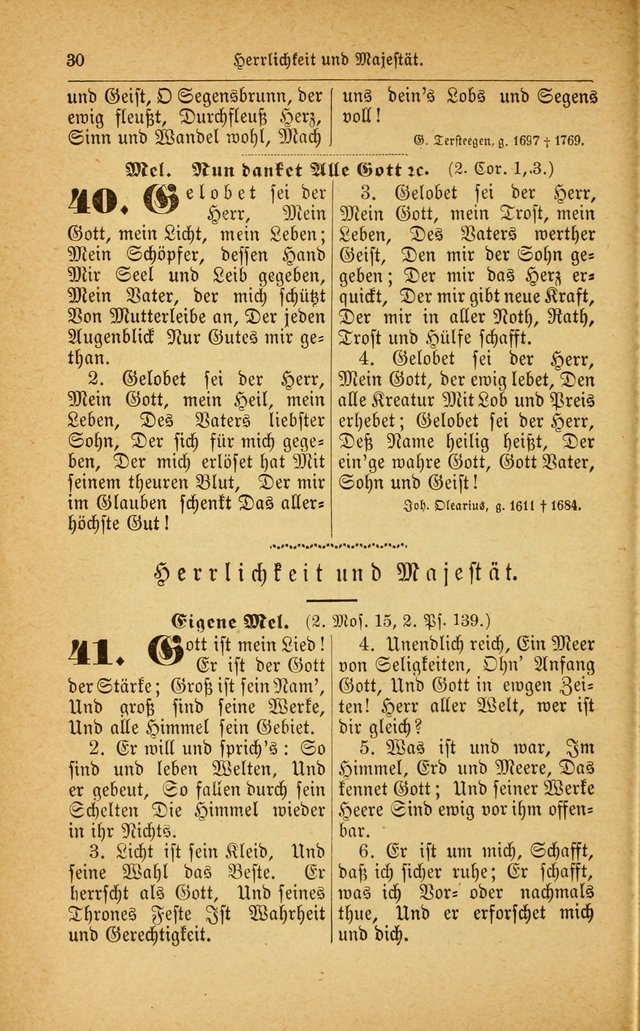 30 Herrlichkeit und Majestät.
und Geist, O Segensbrunn, der
ewig fleußt, Durchfleuß Herz,
Sinn und Wandel wohl, Mach
uns dein's Lobs und Segens
voll!
G. Tersteegen, g. 1697 † 1769.
Mel. Nun danket Alle Gott ꝛc. (2. Cor. 1,.3.)
40. Gelobet sei der
Herr, Mein
Gott, mein Licht, mein Leben;
Mein Schöpfer, dessen Hand
Mir Seel und Leib gegeben,
Mein Vater, der mich schützt
Von Mutterleibe an, Der jeden
Augenblick Nur Gutes mir ge=
than.
2. Gelobet sei der Herr,
Mein Gott, mein Heil, mein
Leben, Des Vaters liebster
Sohn, Der sich für mich gege=
ben, Der mich erlöset hat Mit
seinem theuren Blut, Der mir
im Glauben schenkt Das aller=
höchste Gut!
3. Gelobet sei der Herr,
Mein Gott, mein Trost, mein
Leben, Des Vaters werther
Geist, Den mir der Sohn ge=
geben; Der mir das Herz er=
quickt, Der mir gibt neue Kraft,
Der mir in aller Noth, Rath,
Trost und Hülfe schafft.
4. Gelobet sei der Herr,
Mein Gott, der ewig lebet, Den
alle Kreatur Mit Lob und Preis
erhebet; Gelobet sei der Herr,
Deß Name heilig heißt, Der
ein'ge wahre Gott, Gott Vater,
Sohn und Geist!
Joh. Olearius, g. 1611 † 1684.
Herrlichkeit und Majestät.
Eigene Mel. (2. Mos. 15, 2. Ps. 139.)
41. Gott ist mein Lied!
Er ist der Gott
der Stärke; Groß ist sein Nam',
Und groß sind seine Werke,
Und alle Himmel sein Gebiet.
2. Er will und sprich's: So
sind und leben Welten, Und
er gebeut, So fallen durch sein
Schelten Die Himmel wieder
in ihr Nichts.
3. Licht ist sein Kleid, Und
seine Wahl das Beste. Er
herrscht als Gott, Und seines
Thrones Feste Ist Wahrheit
und Gerechtigkeit.
4. Unendlich reich, Ein Meer
von Seligkeiten, Ohn' Anfang
Gott, Und Gott in ewgen Zei=
ten! Herr aller Welt, wer ist
dir gleich?
5. Was ist und war, Im
Himmel, Erd und Meere, Das
kennet Gott; Und seiner Werke
Heere Sind ewig vor ihm offen=
bar.
6. Er ist um mich, Schafft,
daß ich sicher ruhe; Er schafft,
was ich Vor= oder nachmals
thue, Und er erforschet mich
und dich.